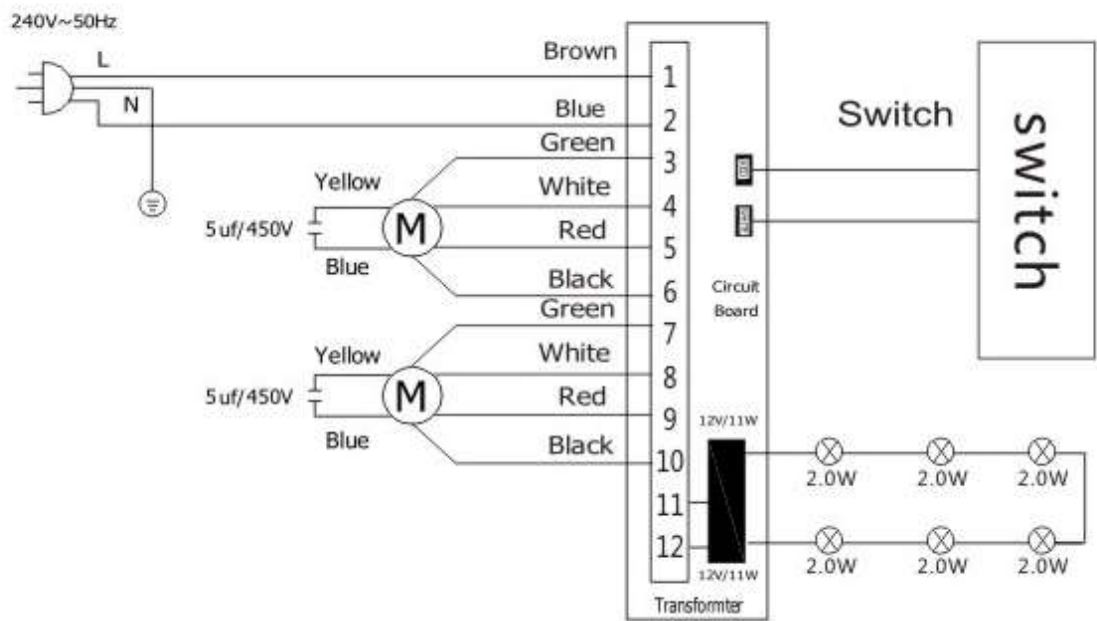 240V~50Hz
L
N
Brown
1
Blue
2
Green
3
Yellow
White
4
5uf/450V
M
Red
5
Blue
Black
6
Green
7
Yellow
White
8
5uf/450V
M
Red
9
Blue
Black
10
11
12
Switch
switch
Circuit
Board
12V/11W
12V/11W
Transformter
2.0W
2.0W
2.0W
2.0W
2.0W
2.0W